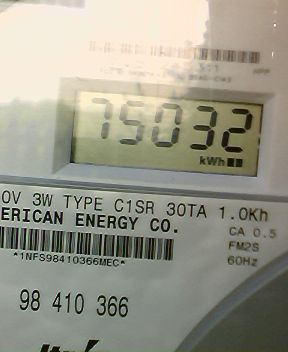 75032
kWh
0V 3W TYPE C1SR 30TA 1.0Kh
ERICAN ENERGY CO.
CA 0.5
*1NFS98410366MEC*
FM2S
60Hz
98 410 366